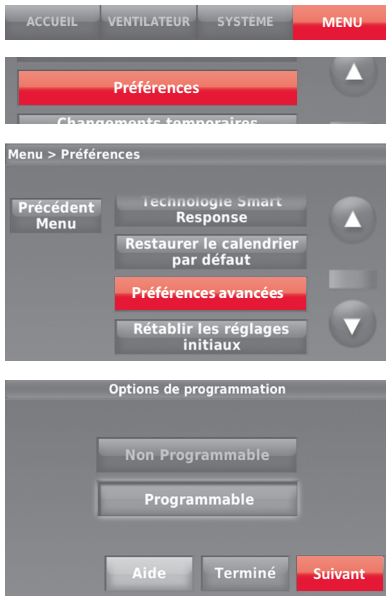 ACCUEIL VENTILATEUR SYSTEME MENU
Préférences
Changements temporaires
Menu > Préférences
Précédent
Menu
Technologie Smart
Response
Restaurer le calendrier
par défaut
Préférences avancées
Rétablir les réglages
initiaux
Options de programmation
Non Programmable
Programmable
Aide Terminé Suivant